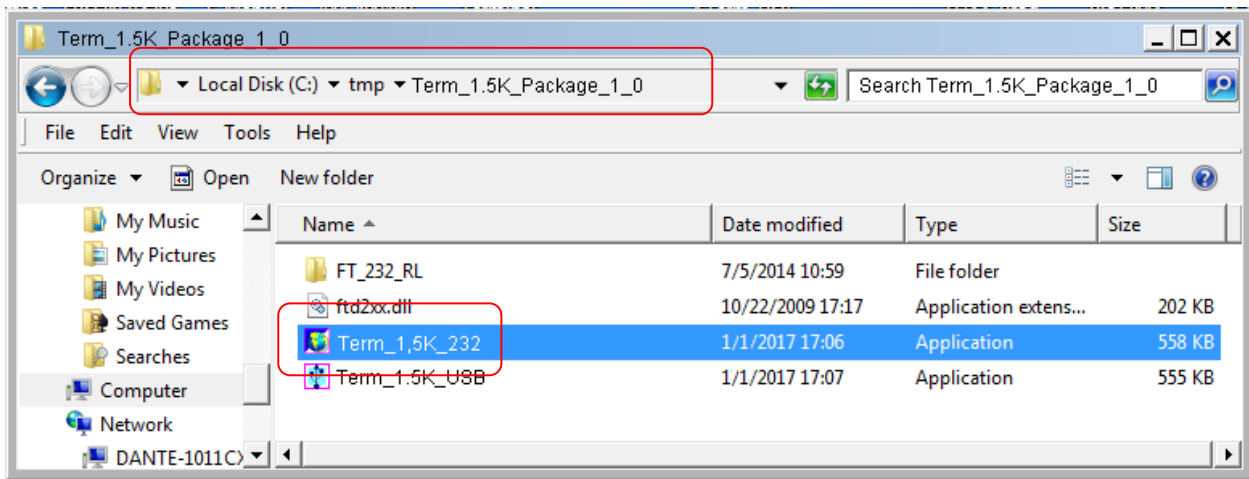 Term_1.5K_Package_1_0
Local Disk (C:) tmp Term_1.5K_Package_1_0 Search Term_1.5K_Package_1_0
File Edit View Tools Help
Organize Open New folder
My Music Name Date modified Type Size
My Pictures
FT_232_RL 7/5/2014 10:59 File folder
My Videos
ftd2xx.dll 10/22/2009 17:17 Application extens... 202 KB
Saved Games
Term_1,5K_232 1/1/2017 17:06 Application 558 KB
Searches
Term_1.5K_USB 1/1/2017 17:07 Application 555 KB
Computer
Network
DANTE-1011C